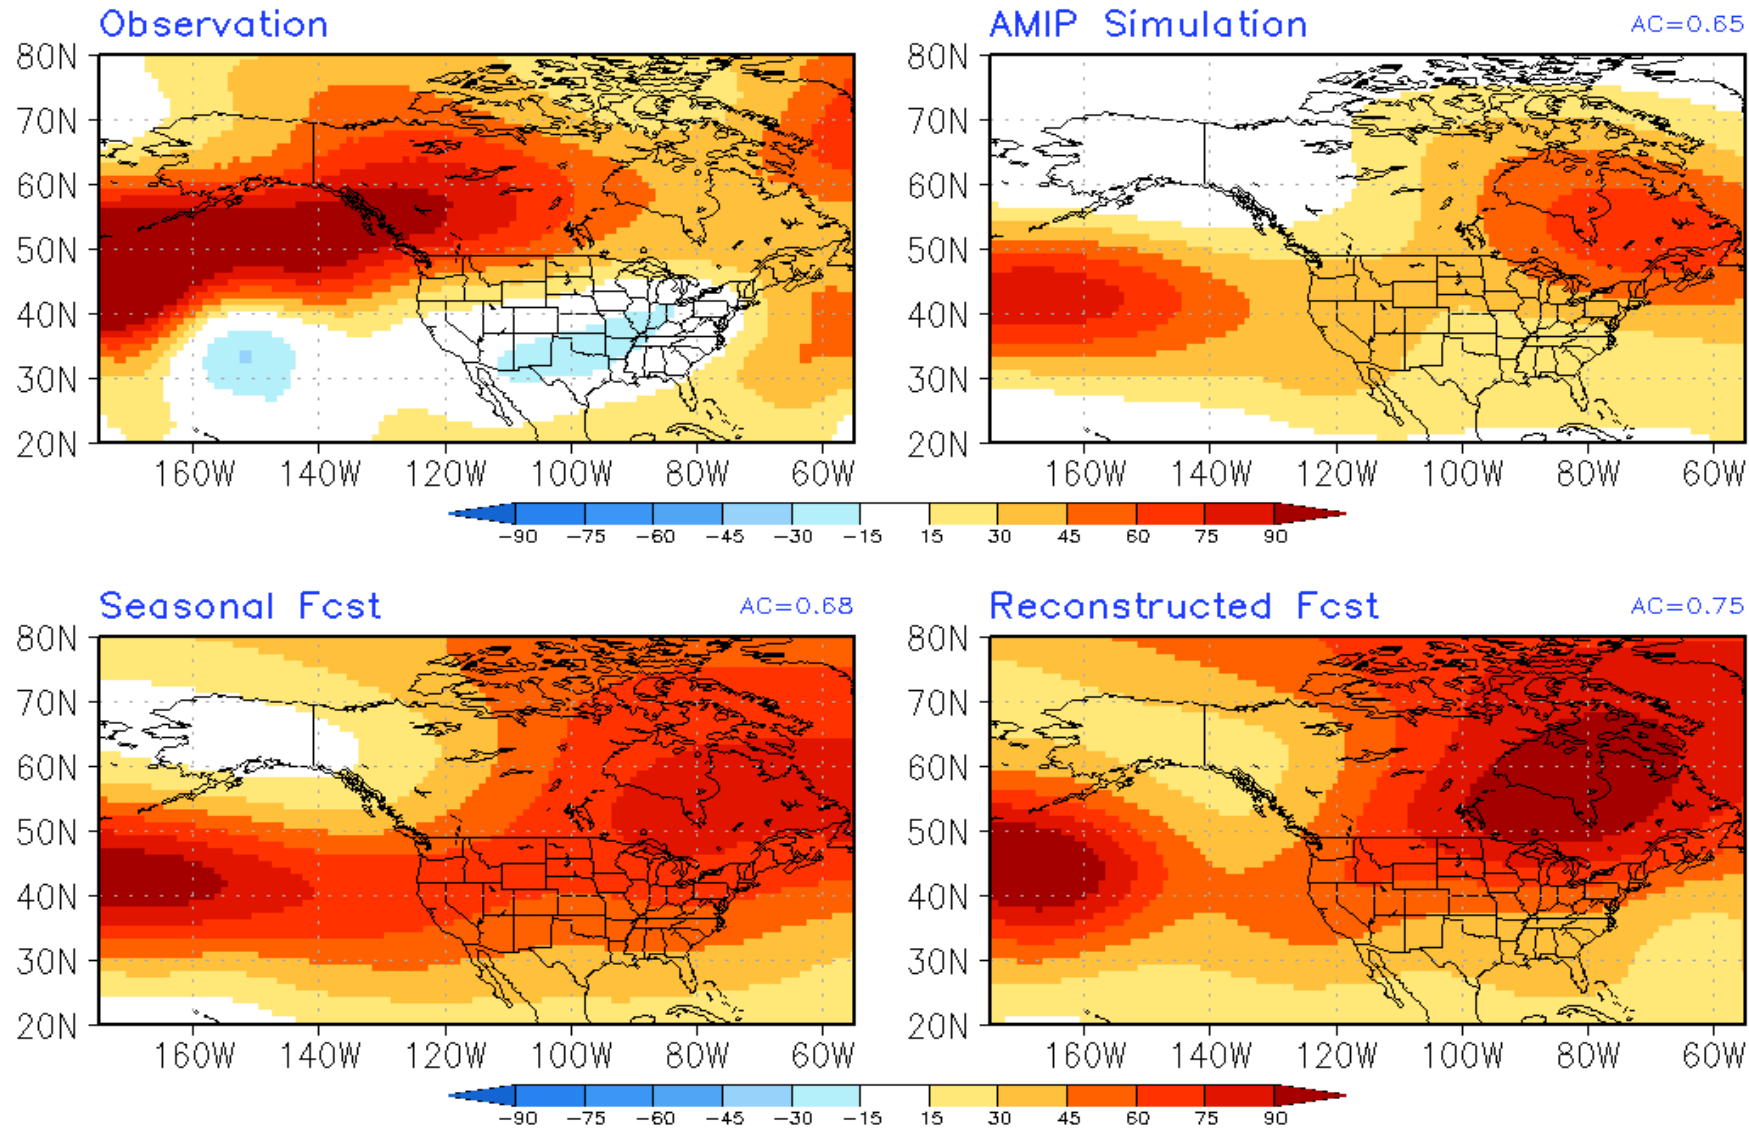 Observation
AMIP Simulation AC=0.65
80N 80N
70N 70N
60N 60N
50N 50N
40N 40N
30N 30N
20N 20N
160W 140W 120W 100W 80W 60W 160W 140W 120W 100W 80W 60W
-90 -75 -60 -45 -30 -15 15 30 45 60 75 90
Seasonal Fcst AC=0.68
Reconstructed Fcst AC=0.75
80N 80N
70N 70N
60N 60N
50N 50N
40N 40N
30N 30N
20N 20N
160W 140W 120W 100W 80W 60W 160W 140W 120W 100W 80W 60W
-90 -75 -60 -45 -30 -15 15 30 45 60 75 90